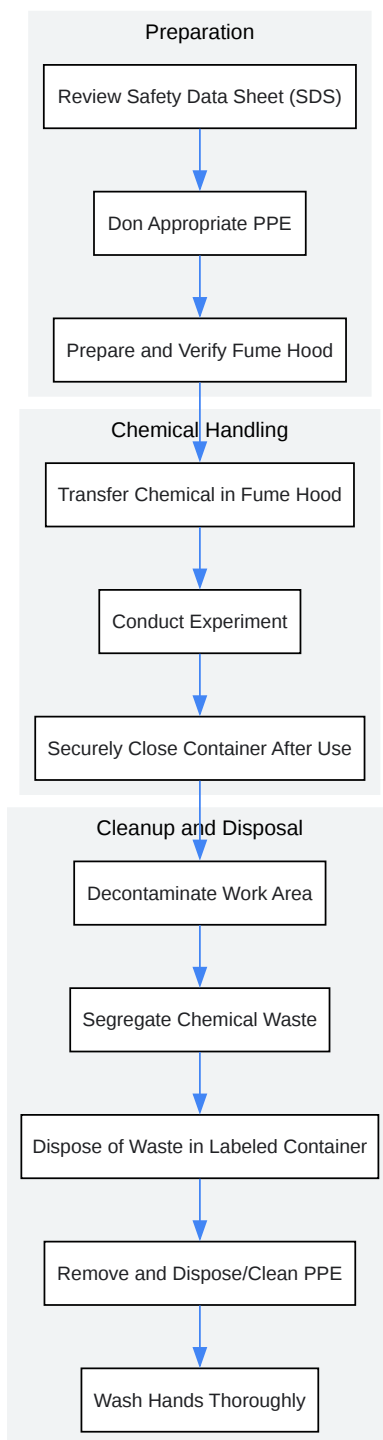 Preparation
Review Safety Data Sheet (SDS)
Don Appropriate PPE
Prepare and Verify Fume Hood
Chemical Handling
Transfer Chemical in Fume Hood
Conduct Experiment
Securely Close Container After Use
Cleanup and Disposal
Decontaminate Work Area
Segregate Chemical Waste
Dispose of Waste in Labeled Container
Remove and Dispose/Clean PPE
Wash Hands Thoroughly